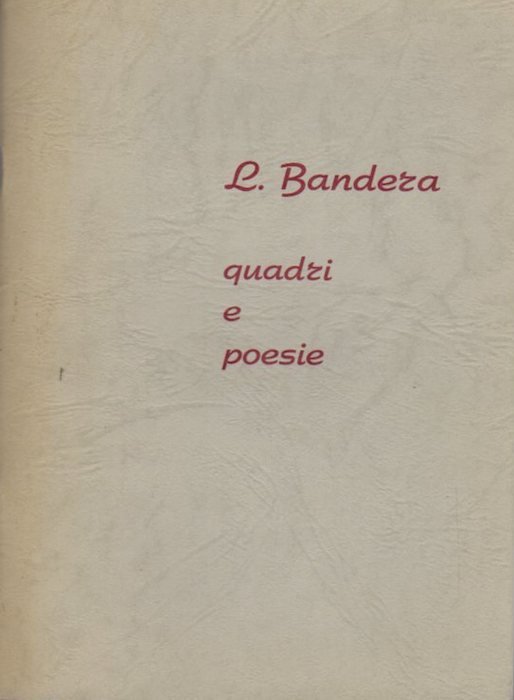 L. Bandera
quadri
e
poesie